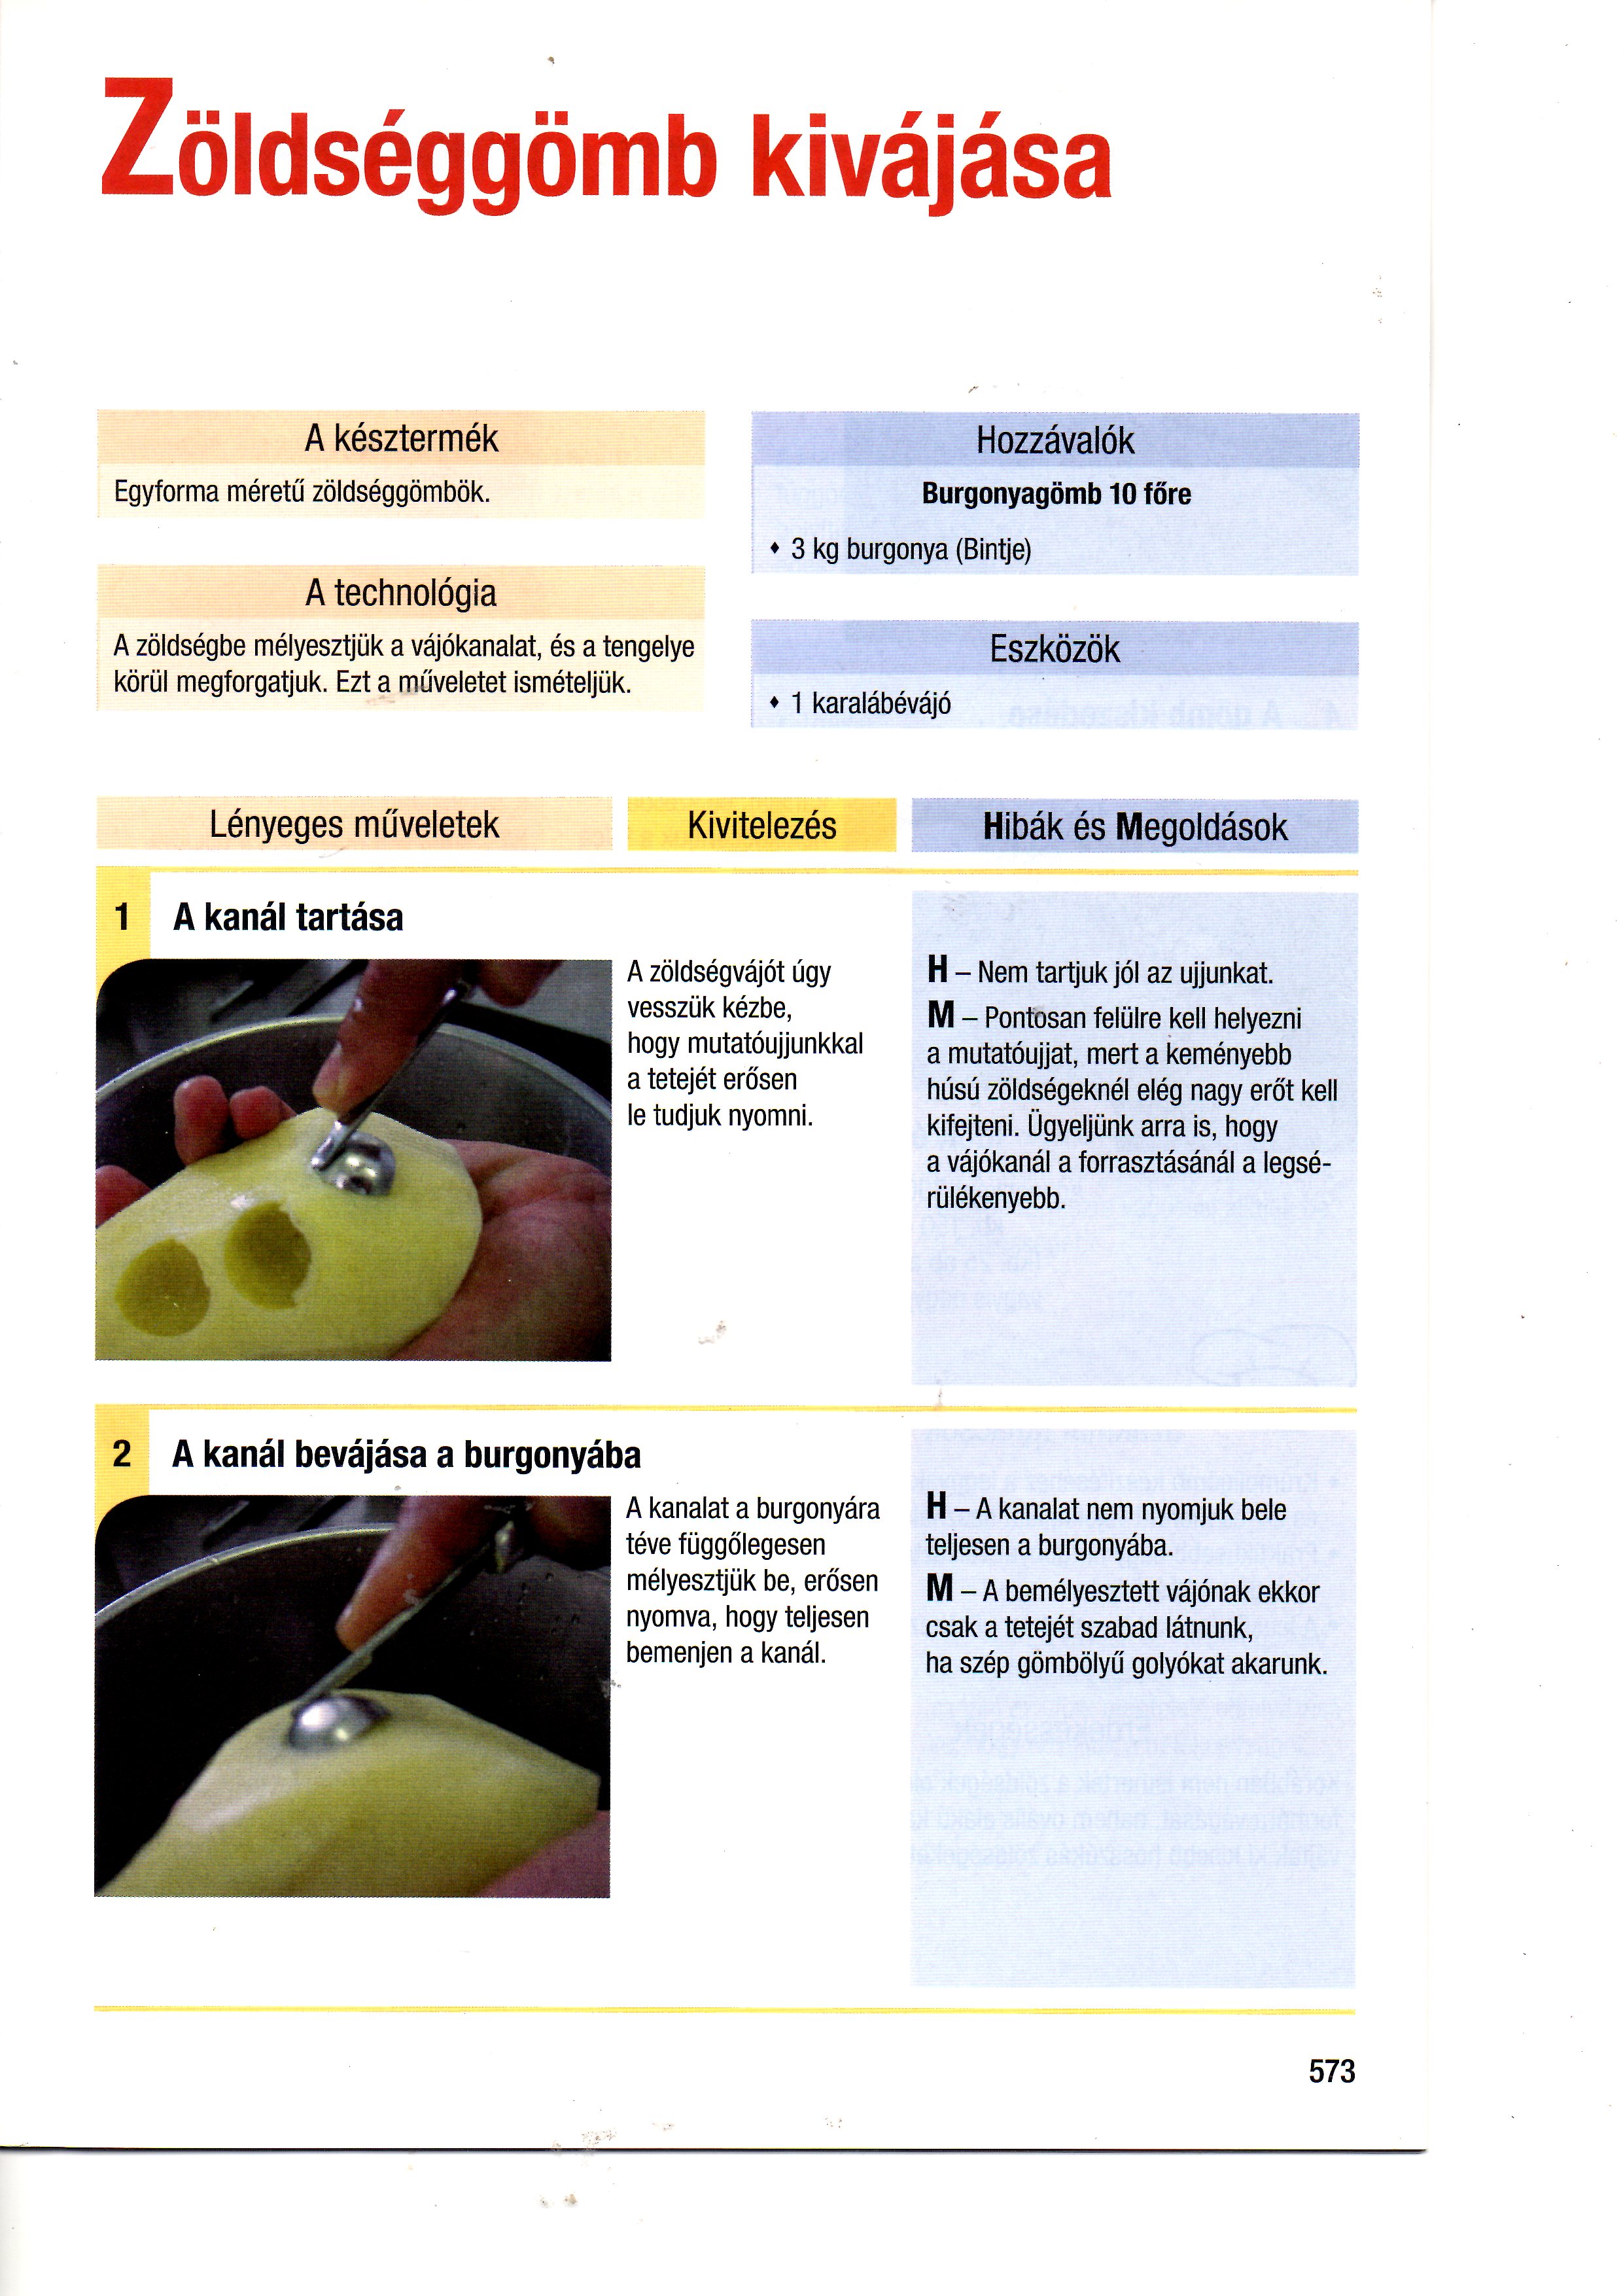 Zöldséggömb kivájása
A késztermék
Egyforma méretű zöldséggömbök.
A technológia
A zöldségbe mélyesztjük a vájókanalat, és a tengelye
körül megforgatjuk. Ezt a műveletet ismételjük.
Hozzávalók
Burgonyagömb 10 főre
♦ 3 kg burgonya (Bintje)
Eszközök
♦ 1 karalábévájó
Lényeges műveletek
Kivitelezés
Hibák és Megoldások
1 A kanál tartása
A zöldségvájót úgy
vesszük kézbe,
hogy mutatóujjunkkal
a tetejét erősen
le tudjuk nyomni.
H – Nem tartjuk jól az ujjunkat.
M – Pontosan felülre kell helyezni
a mutatóujjat, mert a keményebb
húsú zöldségeknél elég nagy erőt kell
kifejteni. Ügyeljünk arra is, hogy
a vájókanál a forrasztásánál a legsé-
rülékenyebb.
2 A kanál bevájása a burgonyába
A kanalat a burgonyára
téve függőlegesen
mélyesztjük be, erősen
nyomva, hogy teljesen
bemenjen a kanál.
H – A kanalat nem nyomjuk bele
teljesen a burgonyába.
M – A bemélyesztett vájónak ekkor
csak a tetejét szabad látnunk,
ha szép gömbölyű golyókat akarunk.
573